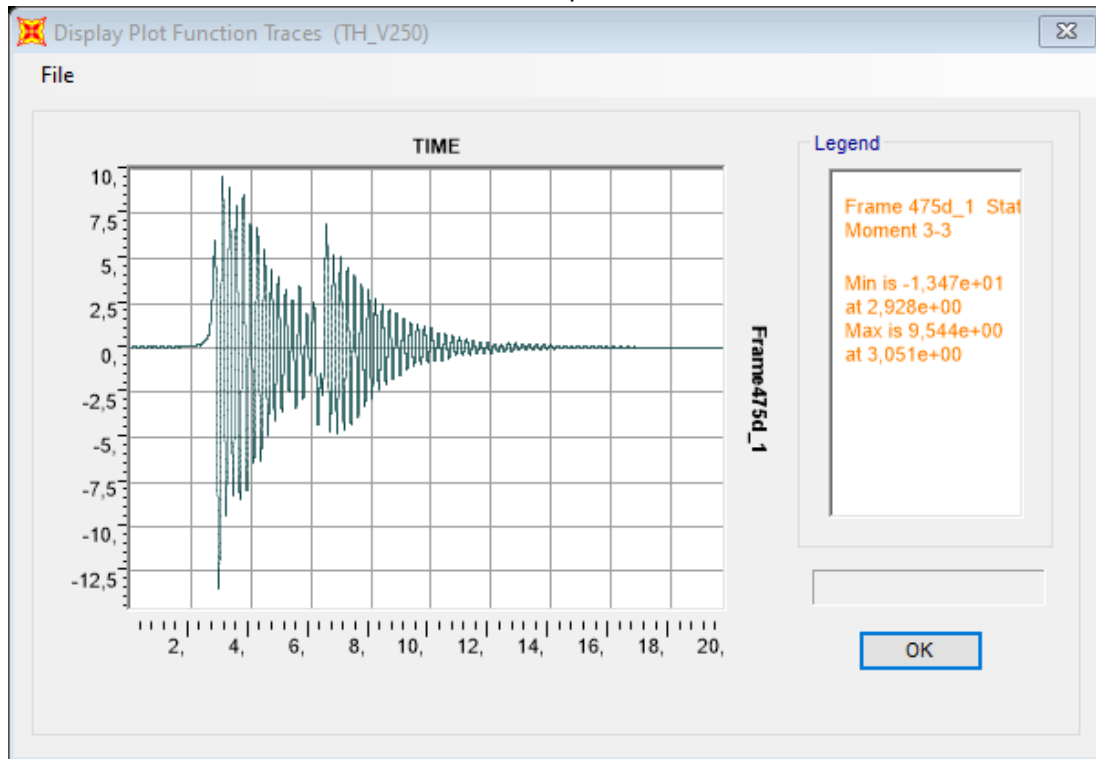 Display Plot Function Traces (TH_V250)
File
TIME
Legend
10,
7,5
5,
2,5
0,
-2,5
-5,
-7,5
-10,
-12,5
Frame 475d_1 Stat
Moment 3-3
Min is -1,347e+01
at 2,928e+00
Max is 9,544e+00
at 3,051e+00
Frame475d_1
2, 4, 6, 8, 10, 12, 14, 16, 18, 20,
OK